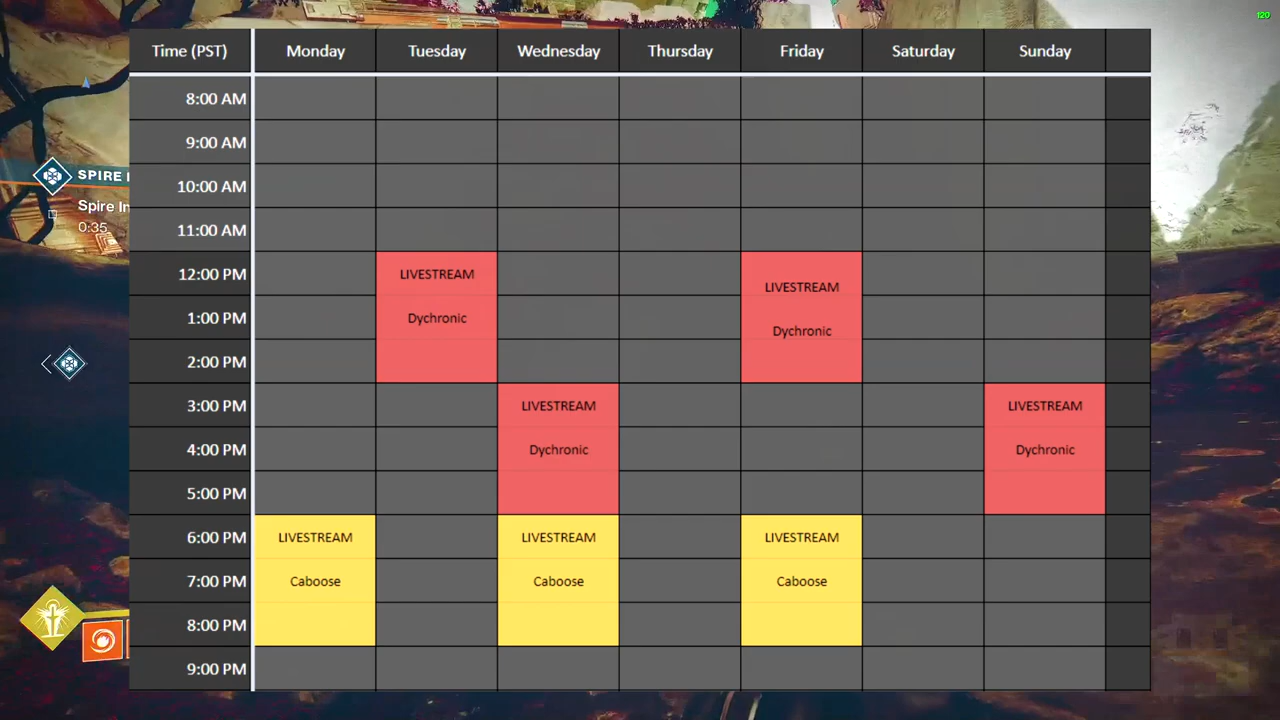 120
Time (PST) Monday Tuesday Wednesday Thursday Friday Saturday Sunday
8:00 AM
9:00 AM
SPIRE
10:00 AM
Spire In
0:35
11:00 AM
12:00 PM LIVESTREAM LIVESTREAM
1:00 PM Dychronic Dychronic
2:00 PM
3:00 PM LIVESTREAM LIVESTREAM
4:00 PM Dychronic Dychronic
5:00 PM
6:00 PM LIVESTREAM LIVESTREAM LIVESTREAM
7:00 PM Caboose Caboose Caboose
8:00 PM
9:00 PM